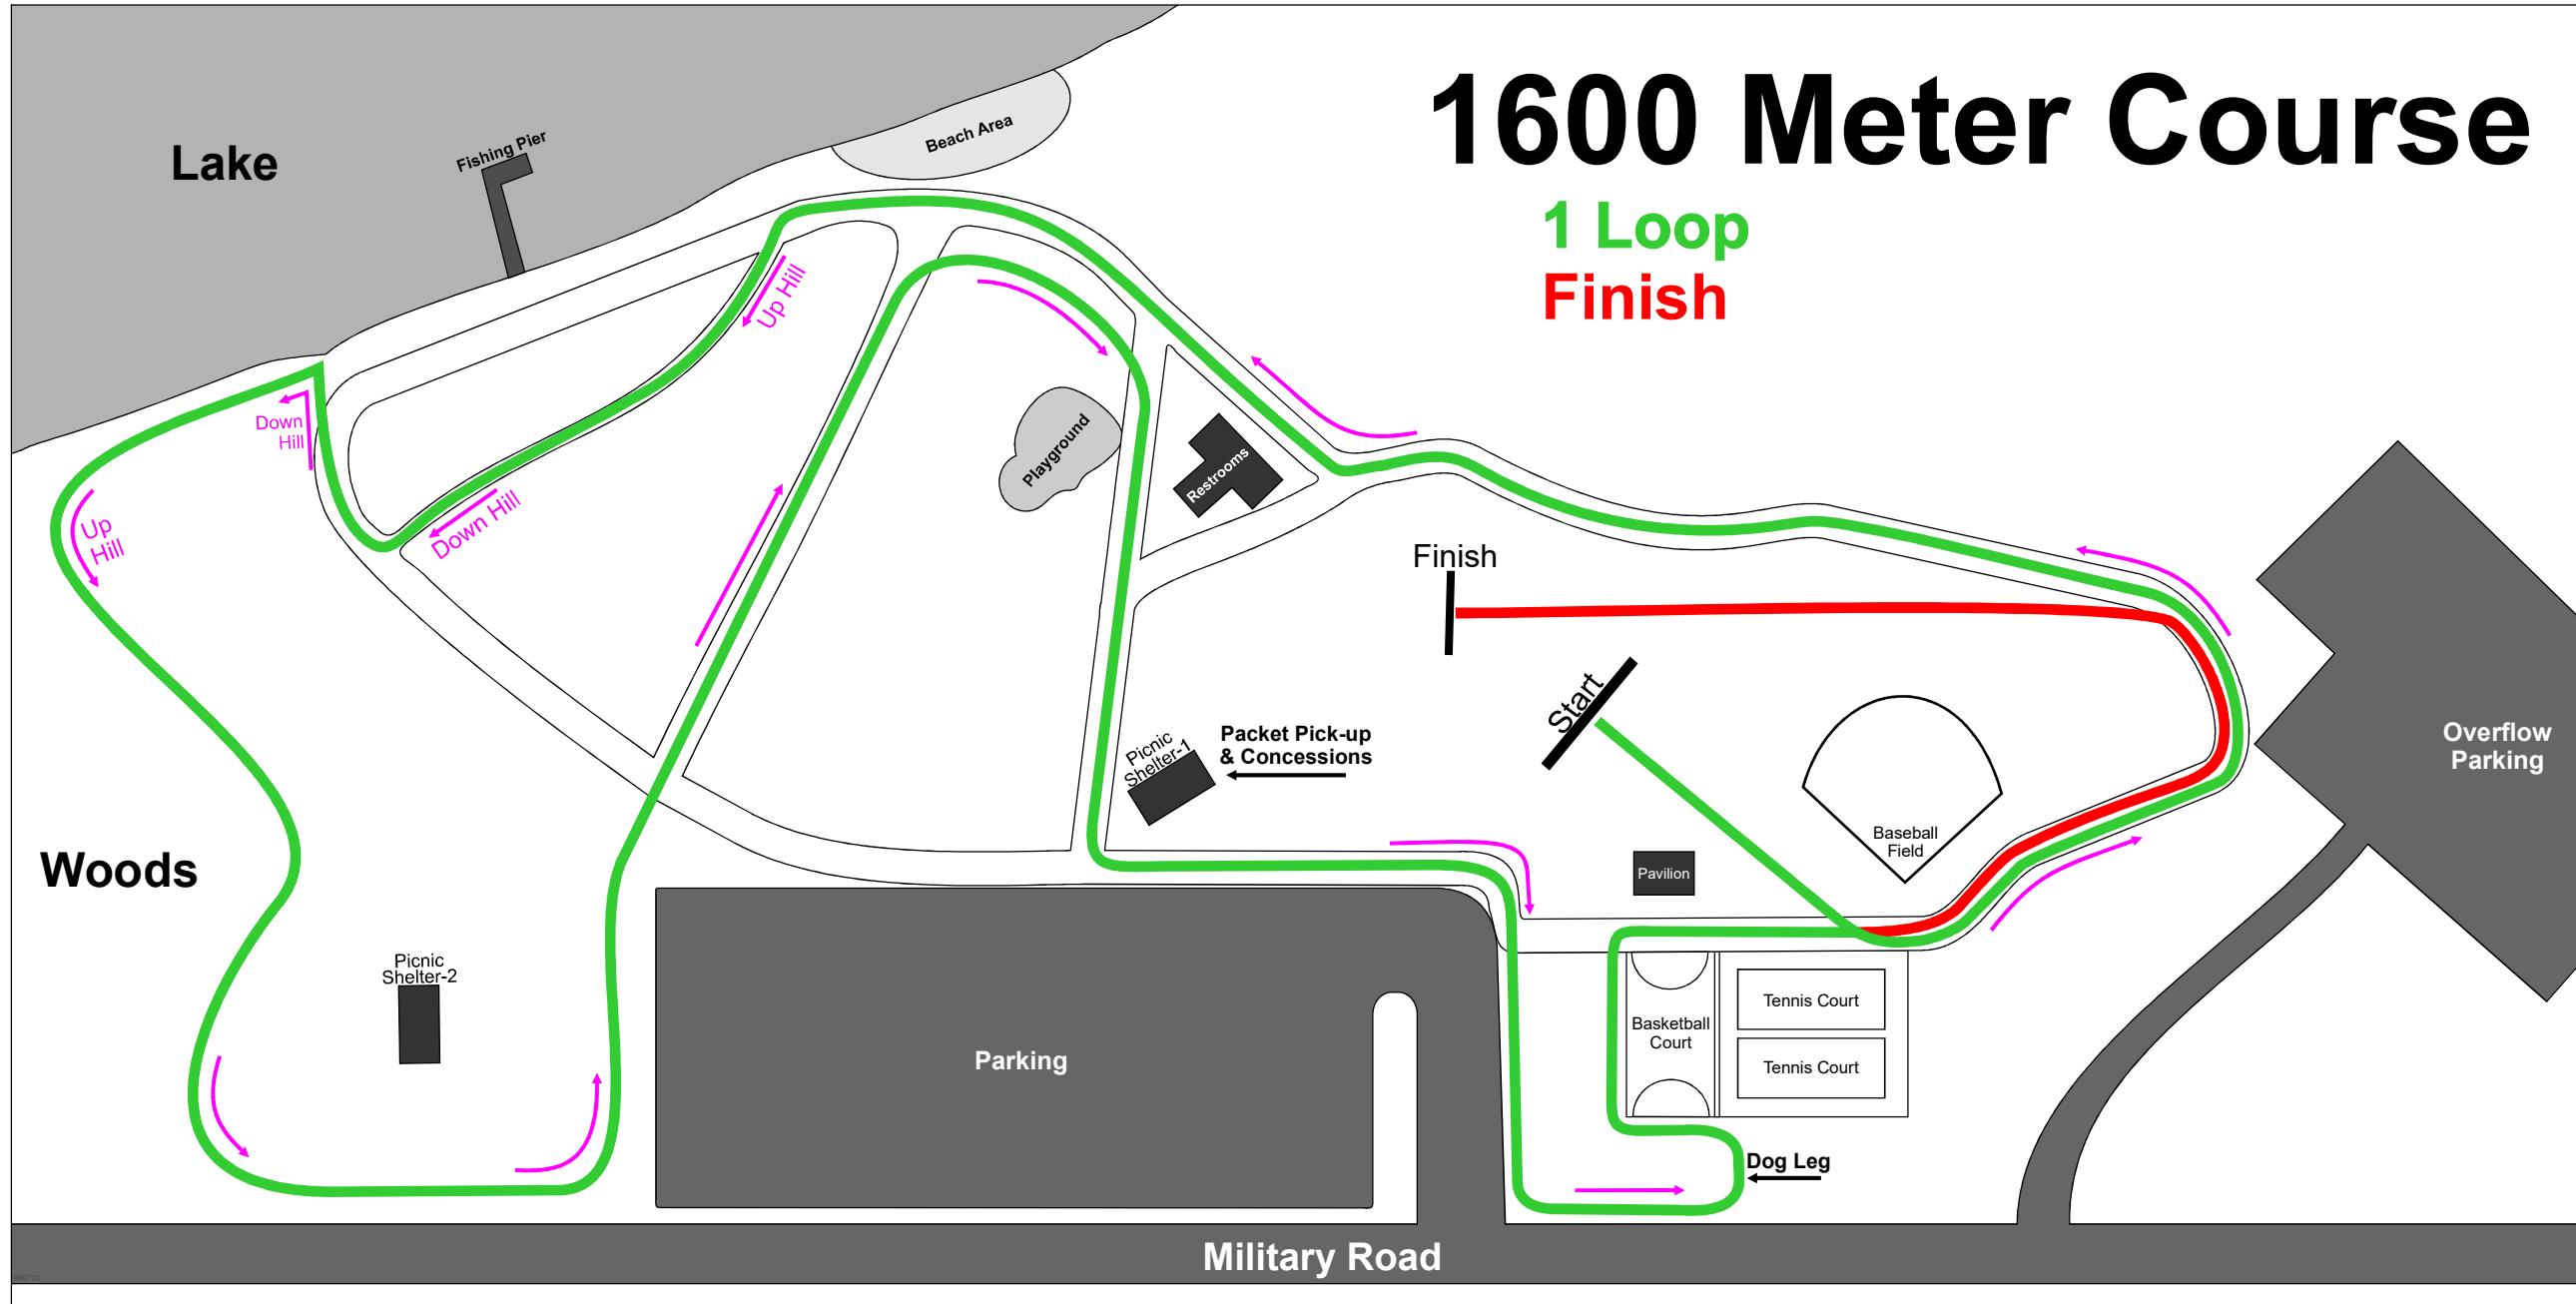 1600 Meter Course
1 Loop
Finish
Lake
Fishing Pier
Beach Area
Up Hill
Down
Hill
Down Hill
Up
Hill
Playground
Restrooms
Finish
Start
Packet Pick-up
& Concessions
Picnic
Shelter-1
Overflow
Parking
Baseball
Field
Pavilion
Woods
Picnic
Shelter-2
Parking
Basketball
Court
Tennis Court
Tennis Court
Dog Leg
Military Road